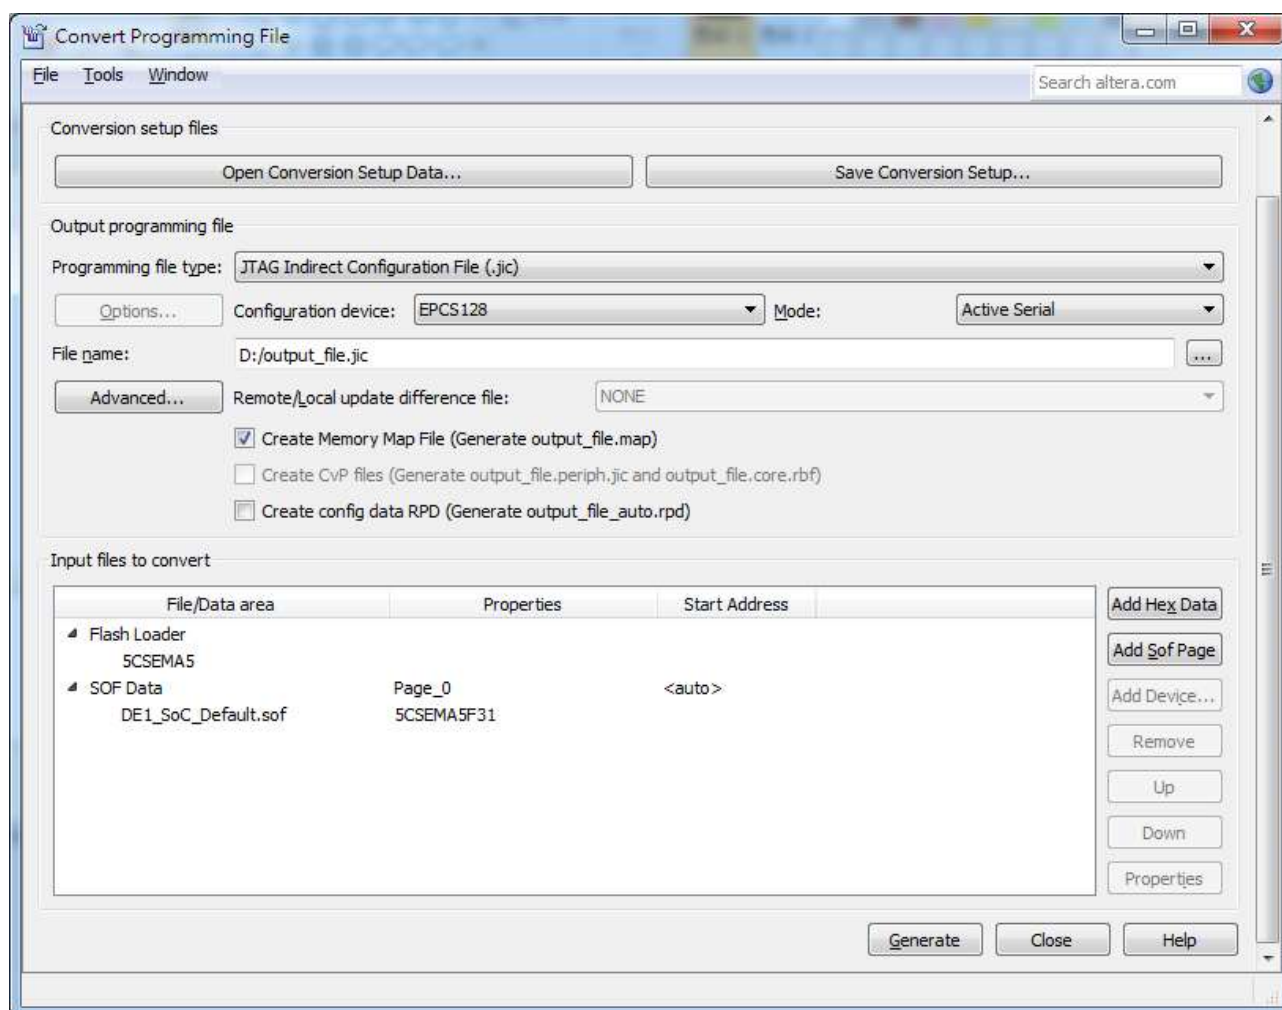 Convert Programming File
File Tools Window
Search altera.com
Conversion setup files
Open Conversion Setup Data... Save Conversion Setup...
Output programming file
Programming file type: JTAG Indirect Configuration File (.jic)
Options... Configuration device: EPCS128 Mode: Active Serial
File name: D:/output_file.jic ...
Advanced... Remote/Local update difference file: NONE
Create Memory Map File (Generate output_file.map)
Create CvP files (Generate output_file.periph.jic and output_file.core.rbf)
Create config data RPD (Generate output_file_auto.rpd)
Input files to convert
File/Data area Properties Start Address
Add Hex Data
Flash Loader
5CSEMA5
Add Sof Page
SOF Data Page_0 <auto>
Add Device...
DE1_SoC_Default.sof 5CSEMA5F31
Remove
Up
Down
Properties
Generate Close Help